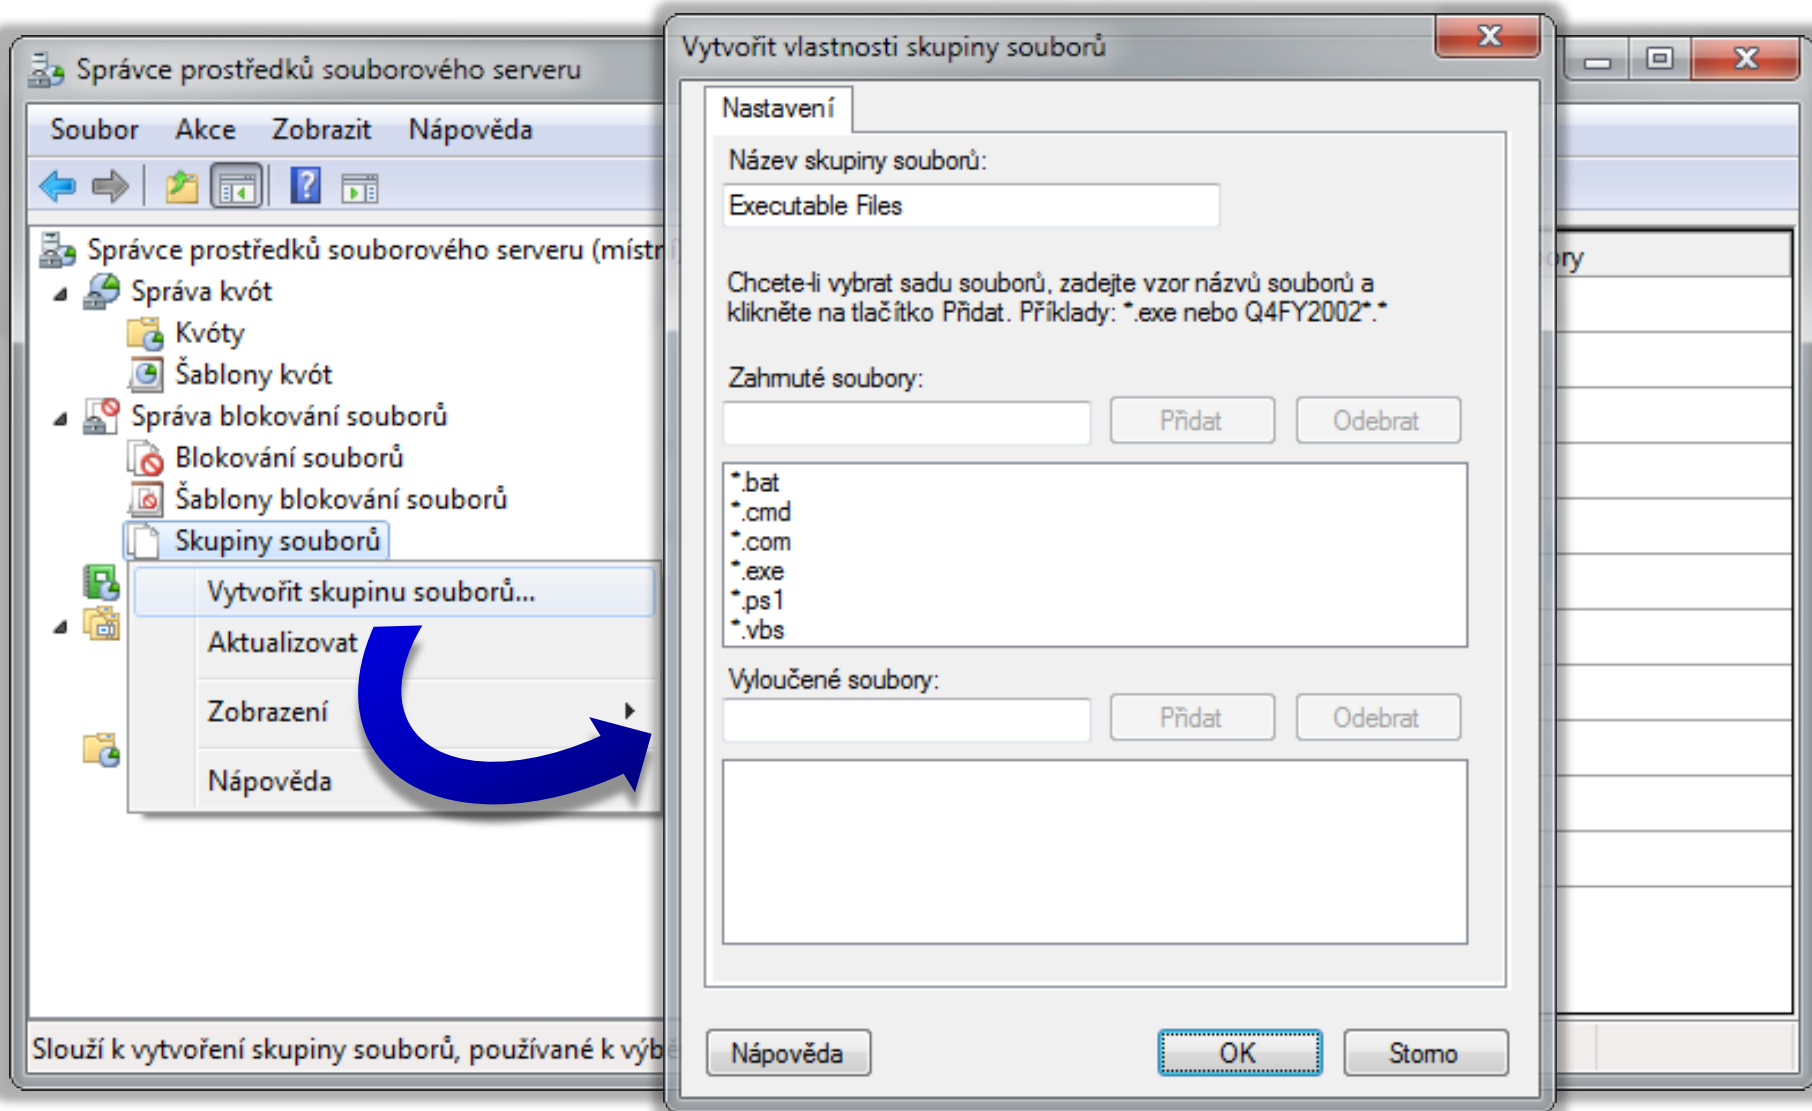 Správce prostředků souborového serveru
Soubor Akce Zobrazit Nápověda
Správce prostředků souborového serveru
Správa kvót
Kvóty
Šablony kvót
Správa blokování souborů
Blokování souborů
Šablony blokování souborů
Skupiny souborů
Vytvořit skupinu souborů...
Aktualizovat
Zobrazení
Nápověda
Slouží k vytvoření skupiny souborů, používané k
Vytvořit vlastnosti skupiny souborů
Nastavení
Název skupiny souborů:
Executable Files
Chcete-li vybrat sadu souborů, zadejte vzor názvů souborů a
klikněte na tlačítko Přidat. Příklady: *.exe nebo Q4FY2002*.*
Zahrnuté soubory:
Přidat Odebrat
*.bat
*.cmd
*.com
*.exe
*.ps1
*.vbs
Vyloučené soubory:
Přidat Odebrat
Nápověda OK Storno